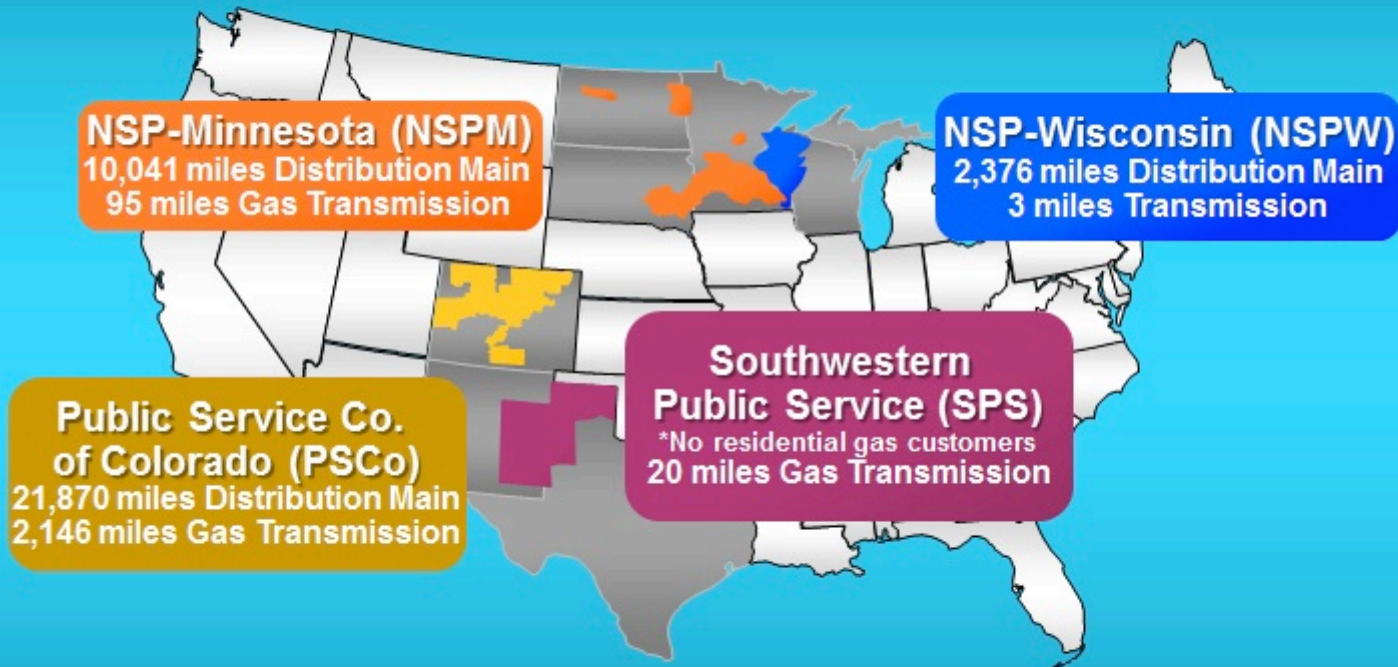 NSP-Minnesota (NSPM)
10,041 miles Distribution Main
95 miles Gas Transmission
NSP-Wisconsin (NSPW)
2,376 miles Distribution Main
3 miles Transmission
Public Service Co.
of Colorado (PSCo)
21,870 miles Distribution Main
2,146 miles Gas Transmission
Southwestern
Public Service (SPS)
*No residential gas customers
20 miles Gas Transmission